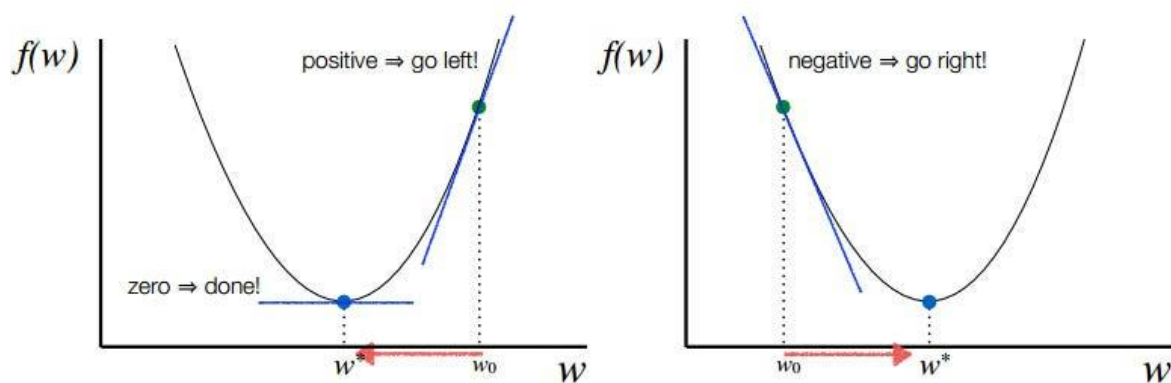 f(w)
positive ⇒ go left!
zero ⇒ done!
w*
w₀
w
f(w)
negative ⇒ go right!
w₀
w*
w